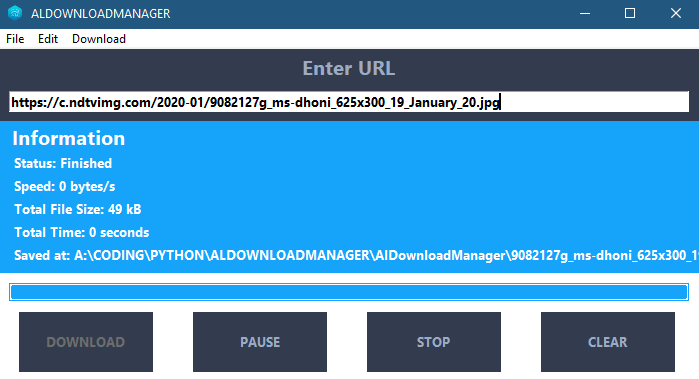 ALDOWNLOADMANAGER
File Edit Download
Enter URL
https://c.ndtvimg.com/2020-01/9082127g_ms-dhoni_625x300_19_January_20.jpg
Information
Status: Finished
Speed: 0 bytes/s
Total File Size: 49 kB
Total Time: 0 seconds
Saved at: A:\CODING\PYTHON\ALDOWNLOADMANAGER\AlDownloadManager\9082127g_ms-dhoni_625x300_19
DOWNLOAD PAUSE STOP CLEAR